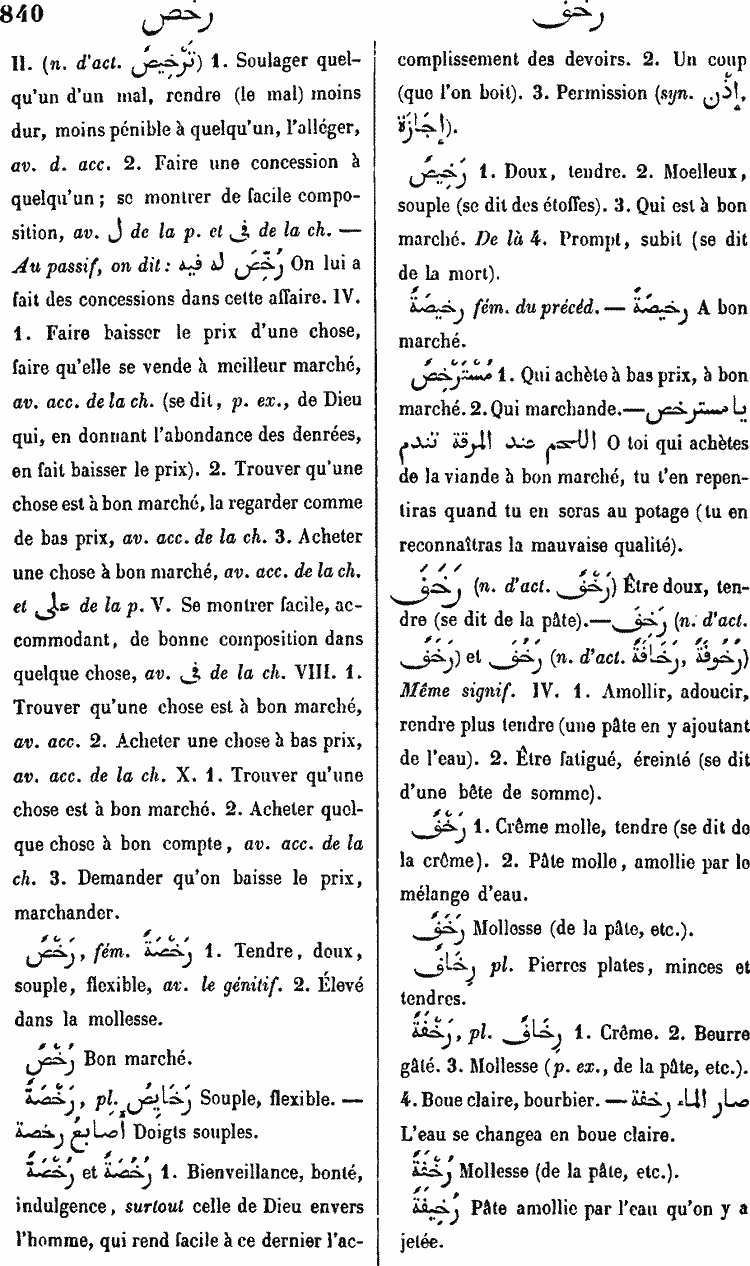 840
رخص
رخف
II. (n. d'act. تَرْخِيصٌ) 1. Soulager quel-
qu'un d'un mal, rendre (le mal) moins
dur, moins pénible à quelqu'un, l'alléger,
av. d. acc. 2. Faire une concession à
quelqu'un; se montrer de facile compo-
sition, av. ل de la p. et فى de la ch. —
Au passif, on dit: رُخِّصَ له فيه On lui a
fait des concessions dans cette affaire. IV.
1. Faire baisser le prix d'une chose,
faire qu'elle se vende à meilleur marché,
av. acc. de la ch. (se dit, p. ex., de Dieu
qui, en donnant l'abondance des denrées,
en fait baisser le prix). 2. Trouver qu'une
chose est à bon marché, la regarder comme
de bas prix, av. acc. de la ch. 3. Acheter
une chose à bon marché, av. acc. de la ch.
et على de la p. V. Se montrer facile, ac-
commodant, de bonne composition dans
quelque chose, av. فى de la ch. VIII. 1.
Trouver qu'une chose est à bon marché,
av. acc. 2. Acheter une chose à bas prix,
av. acc. de la ch. X. 1. Trouver qu'une
chose est à bon marché. 2. Acheter quel-
que chose à bon compte, av. acc. de la
ch. 3. Demander qu'on baisse le prix,
marchander.
رَخْصٌ, fém. رَخْصَةٌ 1. Tendre, doux,
souple, flexible, av. le génitif. 2. Élevé
dans la mollesse.
رُخْصٌ Bon marché.
رَخْصَةٌ, pl. رَخَايِصُ Souple, flexible. —
أصابعُ رخصة Doigts souples.
رُخْصَةٌ et رُخُصَةٌ 1. Bienveillance, bonté,
indulgence, surtout celle de Dieu envers
l'homme, qui rend facile à ce dernier l'ac-
complissement des devoirs. 2. Un coup
(que l'on boit). 3. Permission (syn. إِذْن,
إِجَازَة).
رَخِيصٌ 1. Doux, tendre. 2. Moelleux,
souple (se dit des étoffes). 3. Qui est à bon
marché. De là 4. Prompt, subit (se dit
de la mort).
رَخِيصَةٌ fém. du précéd. — رَخِيصَةً A bon
marché.
مُسْتَرْخِصٌ 1. Qui achète à bas prix, à bon
marché. 2. Qui marchande. — يا مسترخص
اللحم عند المرقة تندم O toi qui achètes
de la viande à bon marché, tu t'en repen-
tiras quand tu en seras au potage (tu en
reconnaîtras la mauvaise qualité).
رَخَفَ (n. d'act. رَخْفٌ) Être doux, ten-
dre (se dit de la pâte). — رَخِفَ (n. d'act.
رَخَفٌ) et رَخُفَ (n. d'act. رَخَافَةٌ, رُخُوفَةٌ)
Même signif. IV. 1. Amollir, adoucir,
rendre plus tendre (une pâte en y ajoutant
de l'eau). 2. Être fatigué, éreinté (se dit
d'une bête de somme).
رَخْفٌ 1. Crême molle, tendre (se dit de
la crême). 2. Pâte molle, amollie par le
mélange d'eau.
رَخَفٌ Mollesse (de la pâte, etc.).
رِخَافٌ pl. Pierres plates, minces et
tendres.
رَخْفَةٌ, pl. رِخَافٌ 1. Crême. 2. Beurre
gâté. 3. Mollesse (p. ex., de la pâte, etc.).
4. Boue claire, bourbier. — صار الماء رخفة
L'eau se changea en boue claire.
رُخْفَةٌ Mollesse (de la pâte, etc.).
رَخِيفَةٌ Pâte amollie par l'eau qu'on y a
jetée.